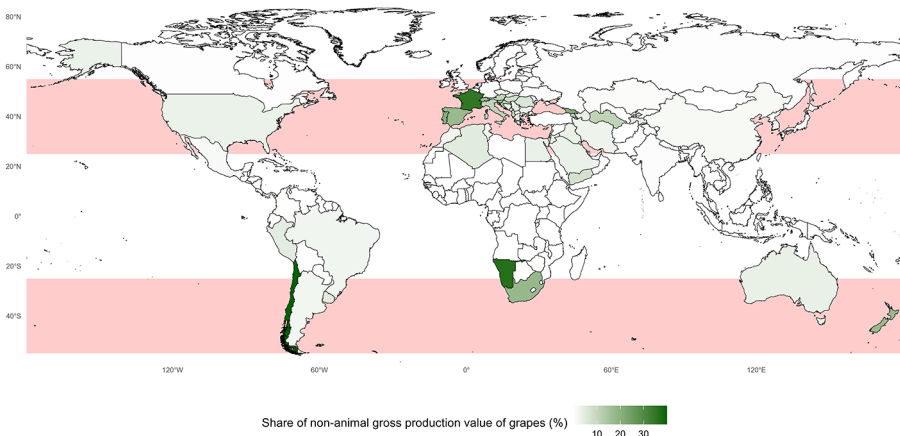 80°N
60°N
40°N
20°N
0°
20°S
40°S
120°W 60°W 0° 60°E 120°E
Share of non-animal gross production value of grapes (%)
10 20 30